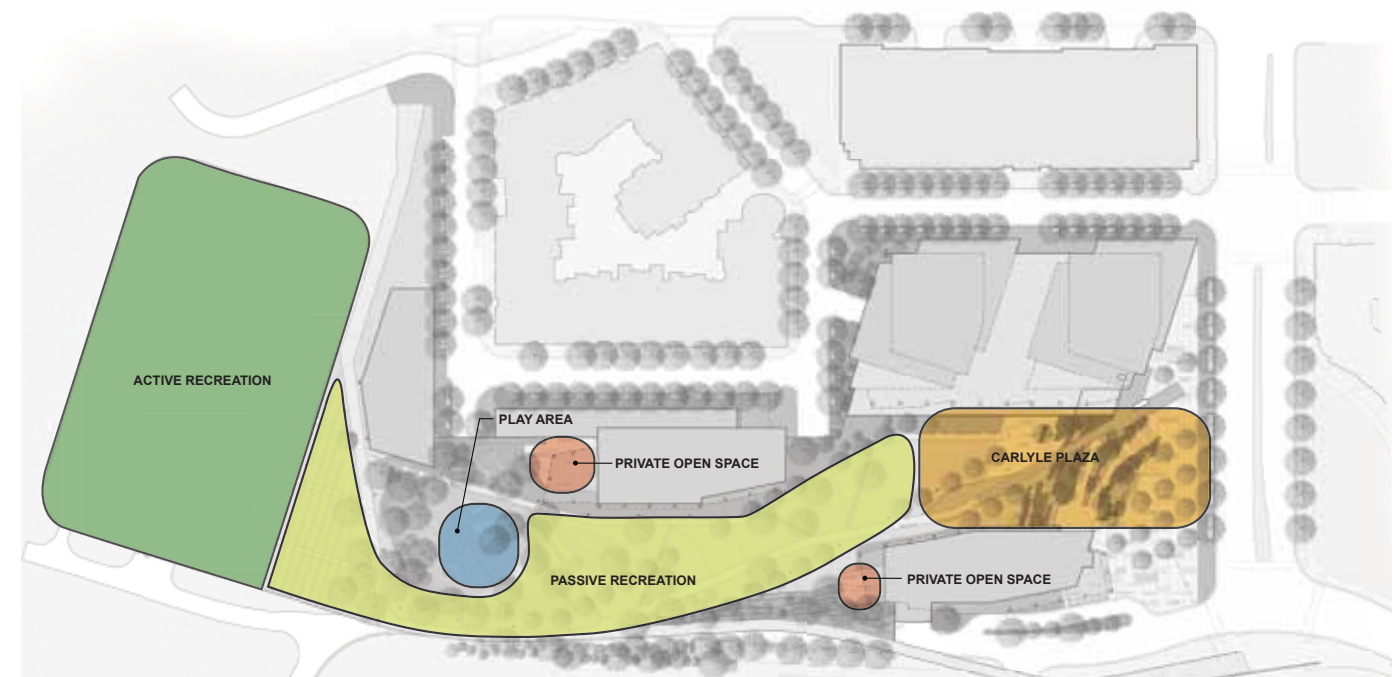 ACTIVE RECREATION
PLAY AREA
PRIVATE OPEN SPACE
CARLYLE PLAZA
PASSIVE RECREATION
PRIVATE OPEN SPACE